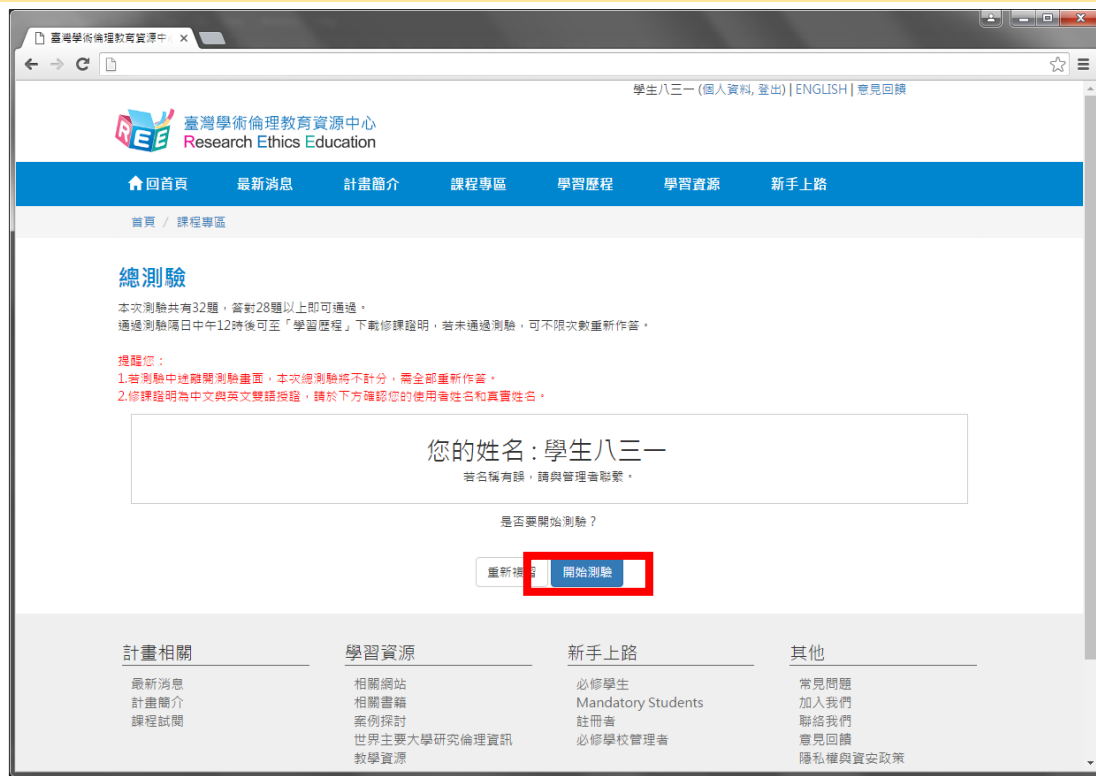 臺灣學術倫理教育資源中
學生八三一 (個人資料, 登出) | ENGLISH | 意見回饋
REE
臺灣學術倫理教育資源中心
Research Ethics Education
回首頁 最新消息 計畫簡介 課程專區 學習歷程 學習資源 新手上路
首頁 / 課程專區
總測驗
本次測驗共有32題，答對28題以上即可通過。
通過測驗隔日中午12時後可至「學習歷程」下載修課證明，若未通過測驗，可不限次數重新作答。
提醒您：
1.若測驗中途離開測驗畫面，本次總測驗將不計分，需全部重新作答。
2.修課證明為中文與英文雙語授證，請於下方確認您的使用者姓名和真實姓名。
您的姓名 : 學生八三一
若名稱有誤，請與管理者聯繫。
是否要開始測驗？
重新複習 開始測驗
計畫相關 學習資源 新手上路 其他
最新消息 相關網站 必修學生 常見問題
計畫簡介 相關書籍 Mandatory Students 加入我們
課程試閱 案例探討 註冊者 聯絡我們
世界主要大學研究倫理資訊 必修學校管理者 意見回饋
教學資源 隱私權與資安政策